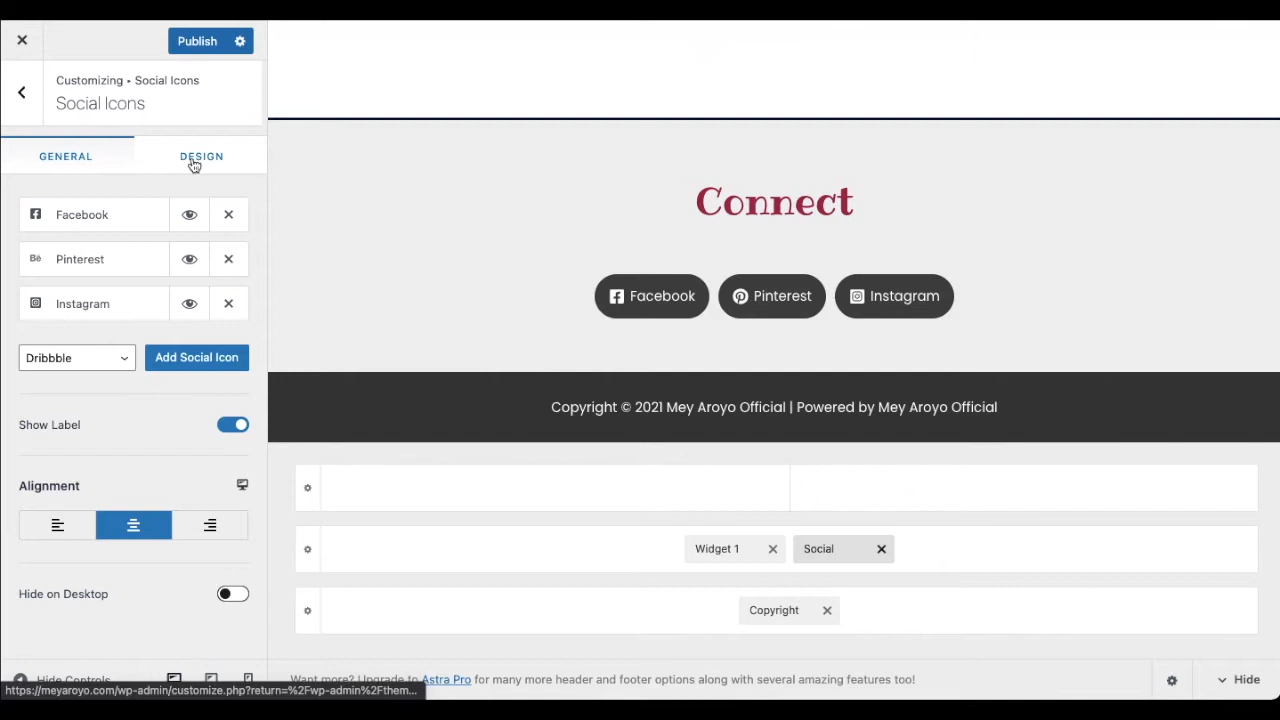 Publish
Customizing • Social Icons
Social Icons
GENERAL
DESIGN
Facebook
Bē Pinterest
Instagram
Dribbble
Add Social Icon
Show Label
Alignment
Hide on Desktop
Hide Controls
https://meyaroyo.com/wp-admin/customize.php?return=%2Fwp-admin%2Fthem...
Connect
Facebook
Pinterest
Instagram
Copyright © 2021 Mey Aroyo Official | Powered by Mey Aroyo Official
Widget 1
Social
Copyright
Want more? Upgrade to Astra Pro for many more header and footer options along with several amazing features too!
Hide